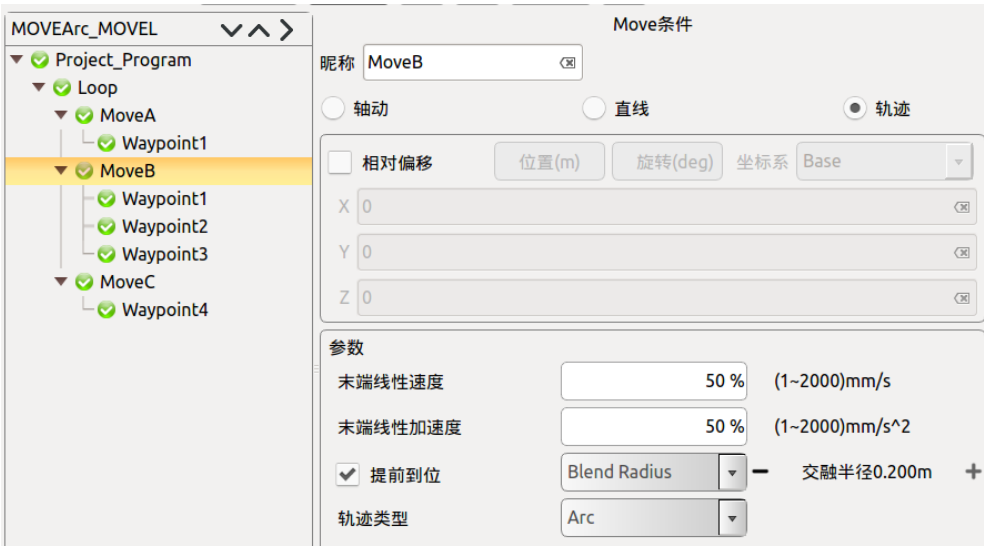 MOVEArc_MOVEL
Project_Program
Loop
MoveA
Waypoint1
MoveB
Waypoint1
Waypoint2
Waypoint3
MoveC
Waypoint4
Move条件
昵称 MoveB
轴动 直线 轨迹
相对偏移 位置(m) 旋转(deg) 坐标系 Base
X 0
Y 0
Z 0
参数
末端线性速度 50 % (1~2000)mm/s
末端线性加速度 50 % (1~2000)mm/s^2
提前到位 Blend Radius 交融半径0.200m
轨迹类型 Arc